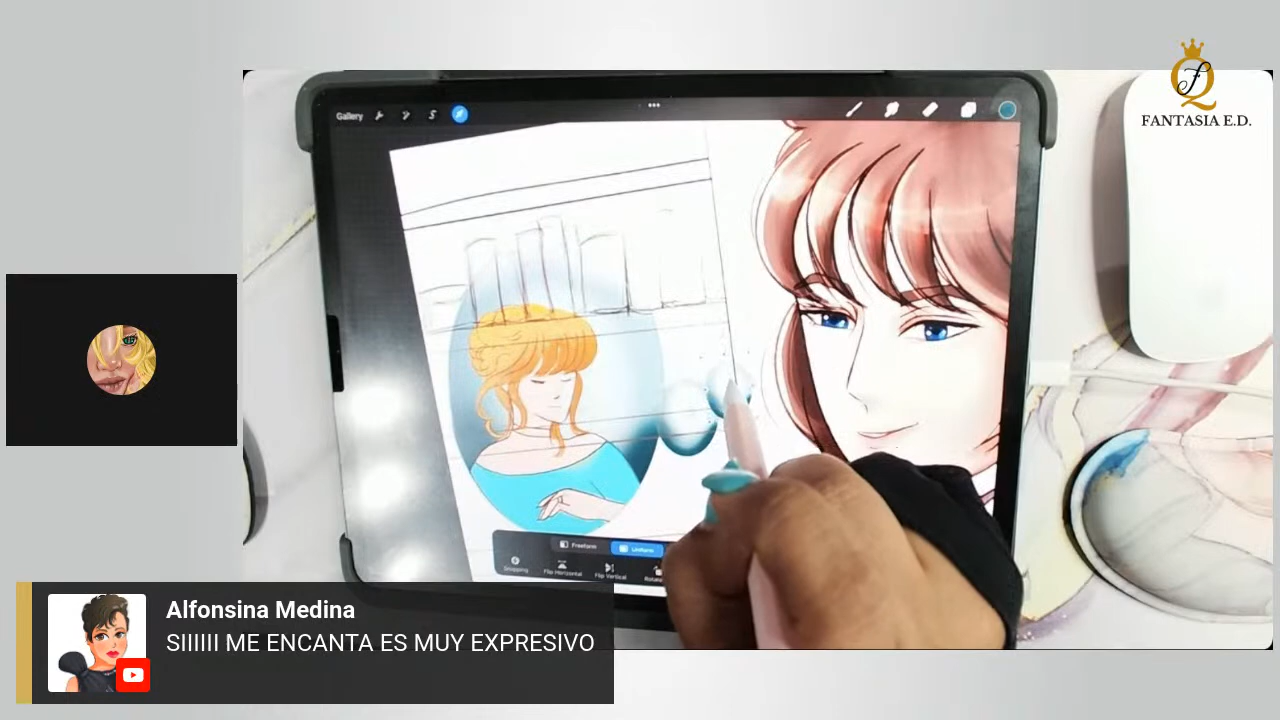 Gallery
S
Q
f
FANTASIA E.D.
Freeform
Uniform
Snapping
Flip Horizontal
Flip Vertical
Alfonsina Medina
SIIIIII ME ENCANTA ES MUY EXPRESIVO